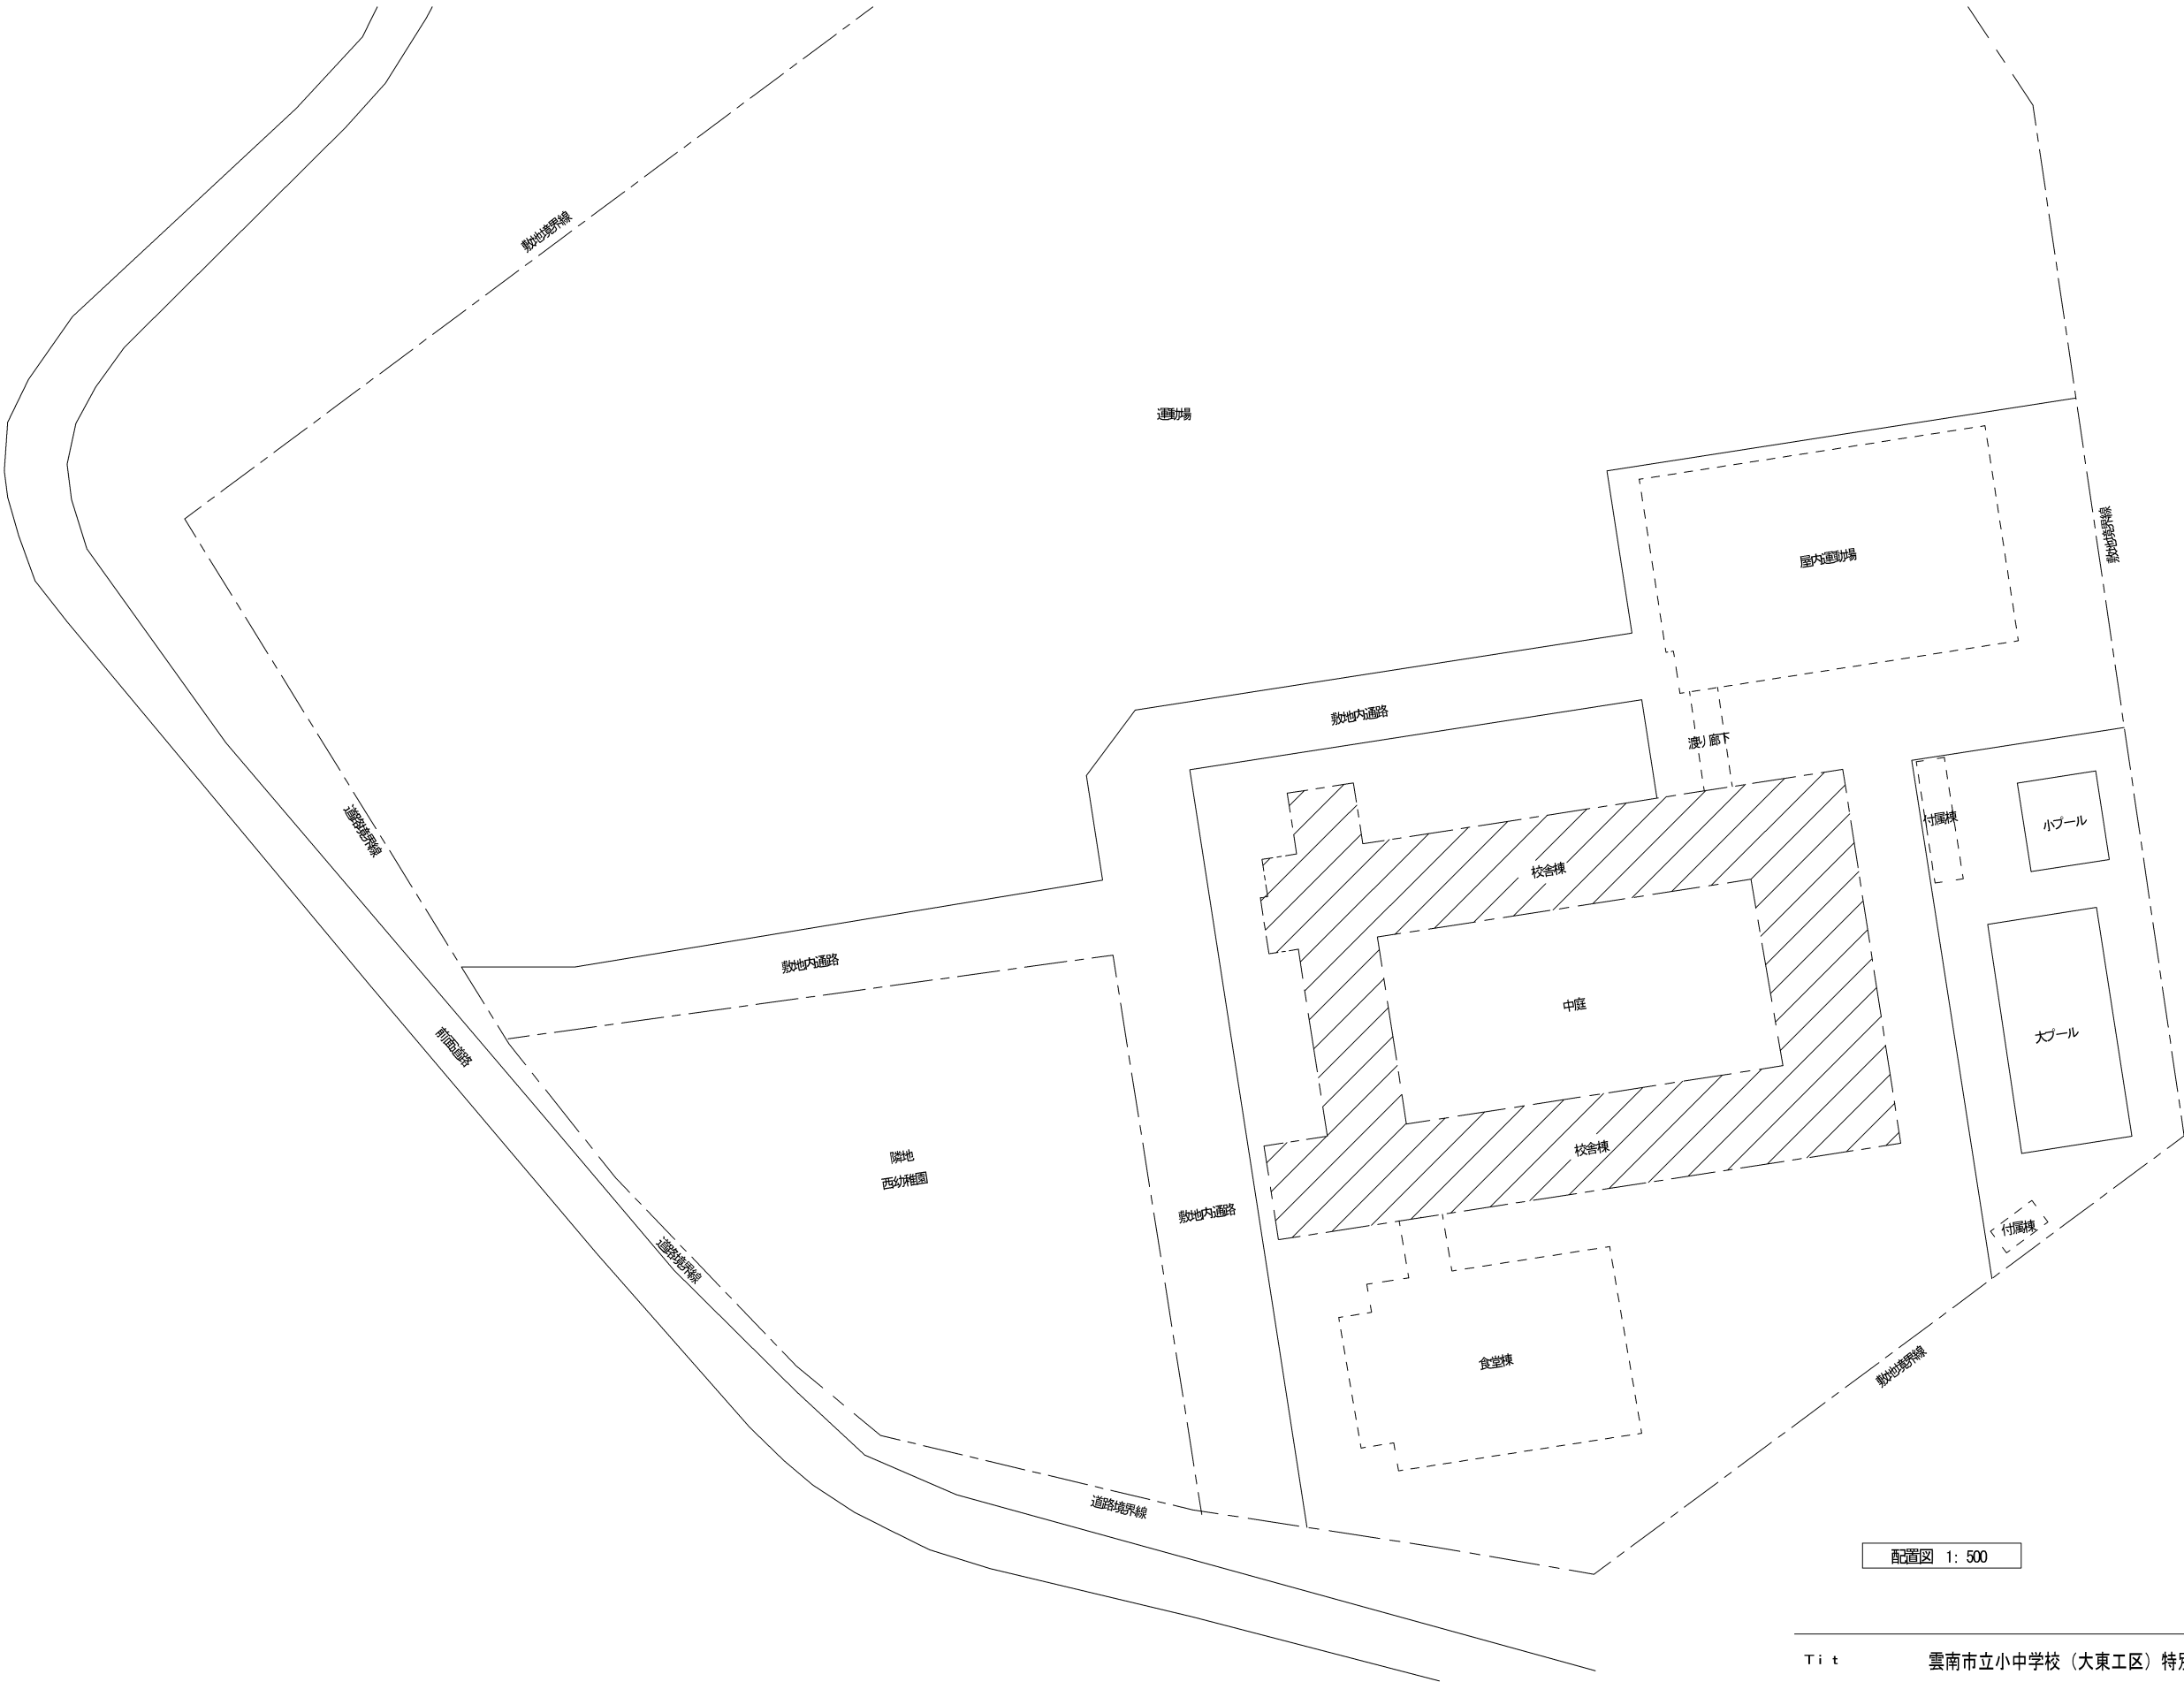 敷地境界線
運動場
敷地境界線
屋内運動場
敷地内通路
渡り廊下
道路境界線
付属棟
小プール
校舎棟
敷地内通路
中庭
前面道路
大プール
隣地
西幼稚園
校舎棟
敷地内通路
付属棟
道路境界線
食堂棟
敷地境界線
道路境界線
配置図 1:500
Tit
雲南市立小中学校（大東工区）特別